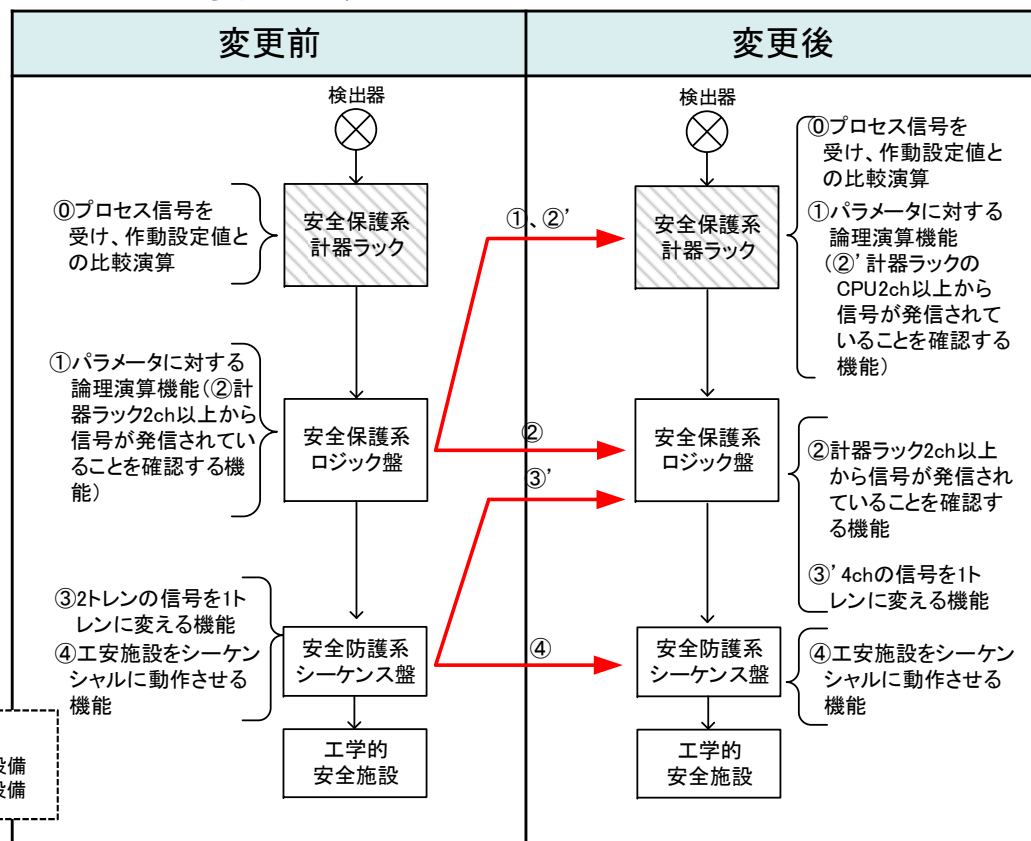 変更前
検出器
⓪プロセス信号を
受け、作動設定値と
の比較演算
安全保護系
計器ラック
①パラメータに対する
論理演算機能(②計
器ラック2ch以上から
信号が発信されてい
ることを確認する機
能)
安全保護系
ロジック盤
③2トレンの信号を1ト
レンに変える機能
④工安施設をシーケン
シャルに動作させる
機能
安全防護系
シーケンス盤
工学的
安全施設
設備
設備
①、②’
②
③’
④
変更後
検出器
安全保護系
計器ラック
⓪プロセス信号を
受け、作動設定値と
の比較演算
①パラメータに対する
論理演算機能
(②’計器ラックの
CPU2ch以上から
信号が発信されて
いることを確認する
機能)
安全保護系
ロジック盤
②計器ラック2ch以上
から信号が発信され
ていることを確認す
る機能
③’4chの信号を1ト
レンに変える機能
安全防護系
シーケンス盤
④工安施設をシーケン
シャルに動作させる
機能
工学的
安全施設